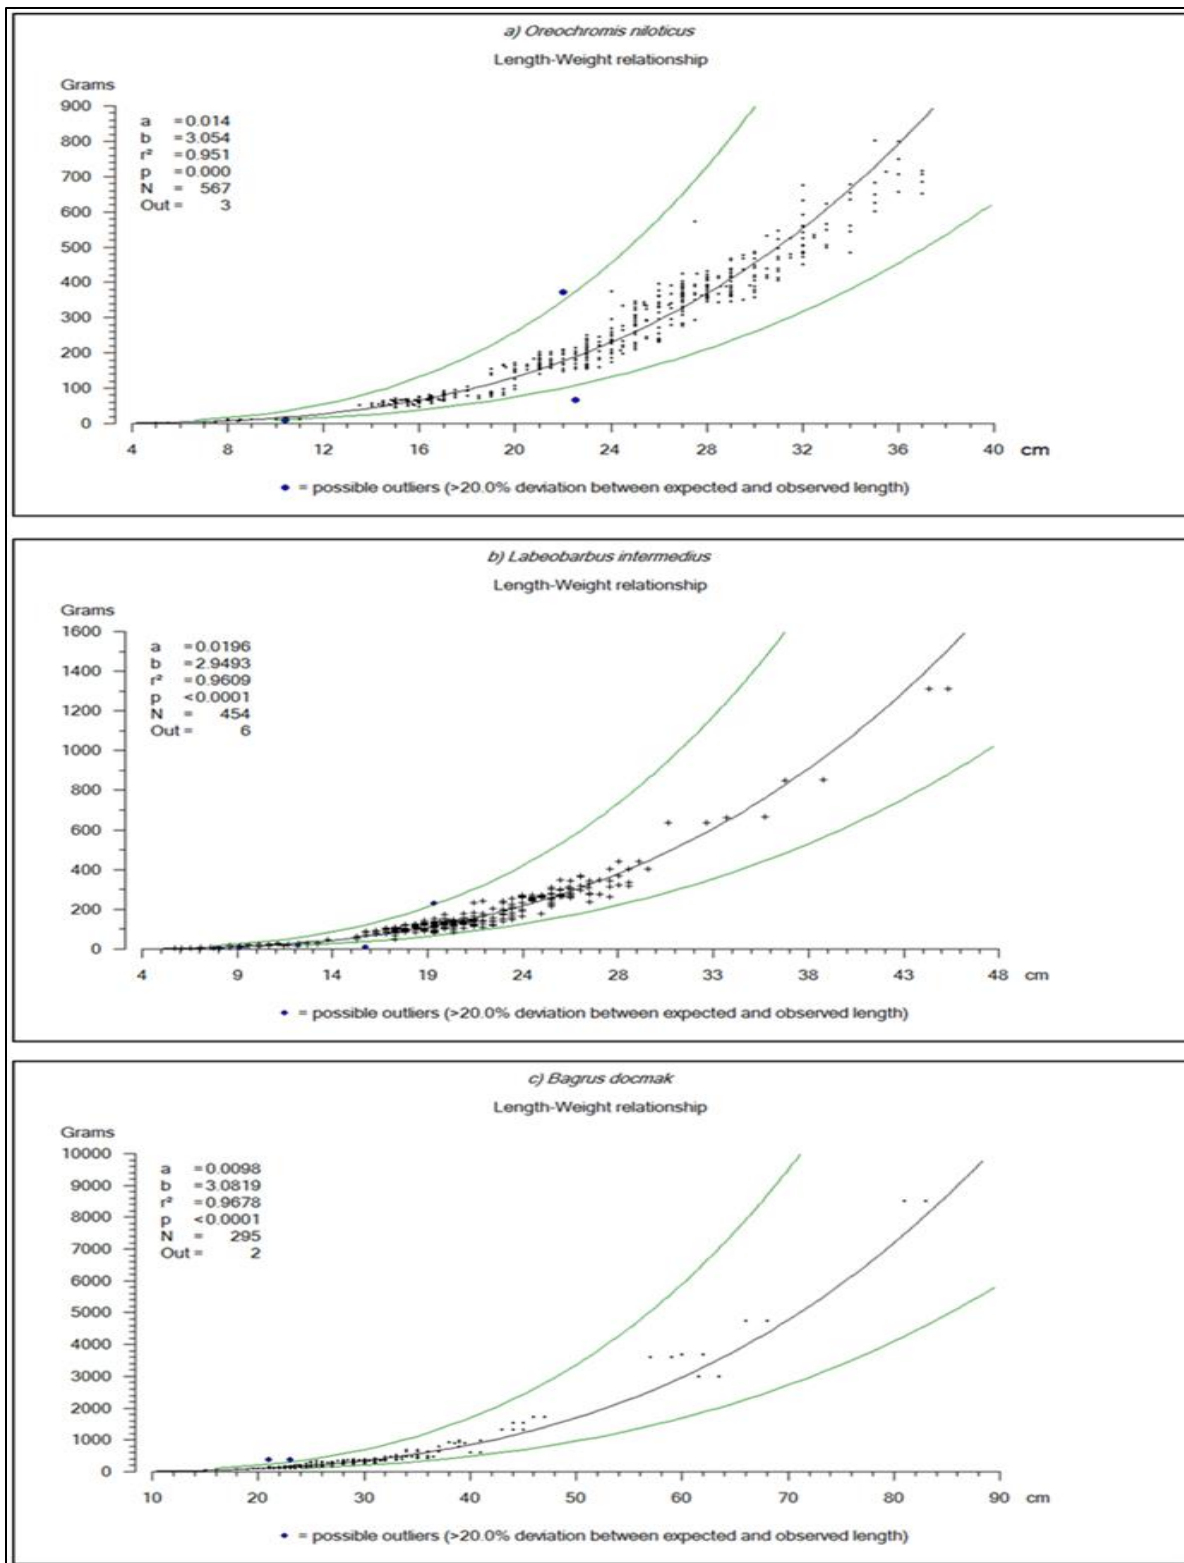 a) Oreochromis niloticus
Length-Weight relationship
Grams
900
800
700
600
500
400
300
200
100
0
a =0.014
b =3.054
r² =0.951
p =0.000
N = 567
Out = 3
4 8 12 16 20 24 28 32 36 40 cm
= possible outliers (>20.0% deviation between expected and observed length)
b) Labeobarbus intermedius
Length-Weight relationship
Grams
1600
1400
1200
1000
800
600
400
200
0
a =0.0196
b =2.9493
r² =0.9609
p <0.0001
N = 454
Out = 6
4 9 14 19 24 28 33 38 43 48 cm
= possible outliers (>20.0% deviation between expected and observed length)
c) Bagrus docmak
Length-Weight relationship
Grams
10000
9000
8000
7000
6000
5000
4000
3000
2000
1000
0
a =0.0098
b =3.0819
r² =0.9678
p <0.0001
N = 295
Out = 2
10 20 30 40 50 60 70 80 90 cm
= possible outliers (>20.0% deviation between expected and observed length)